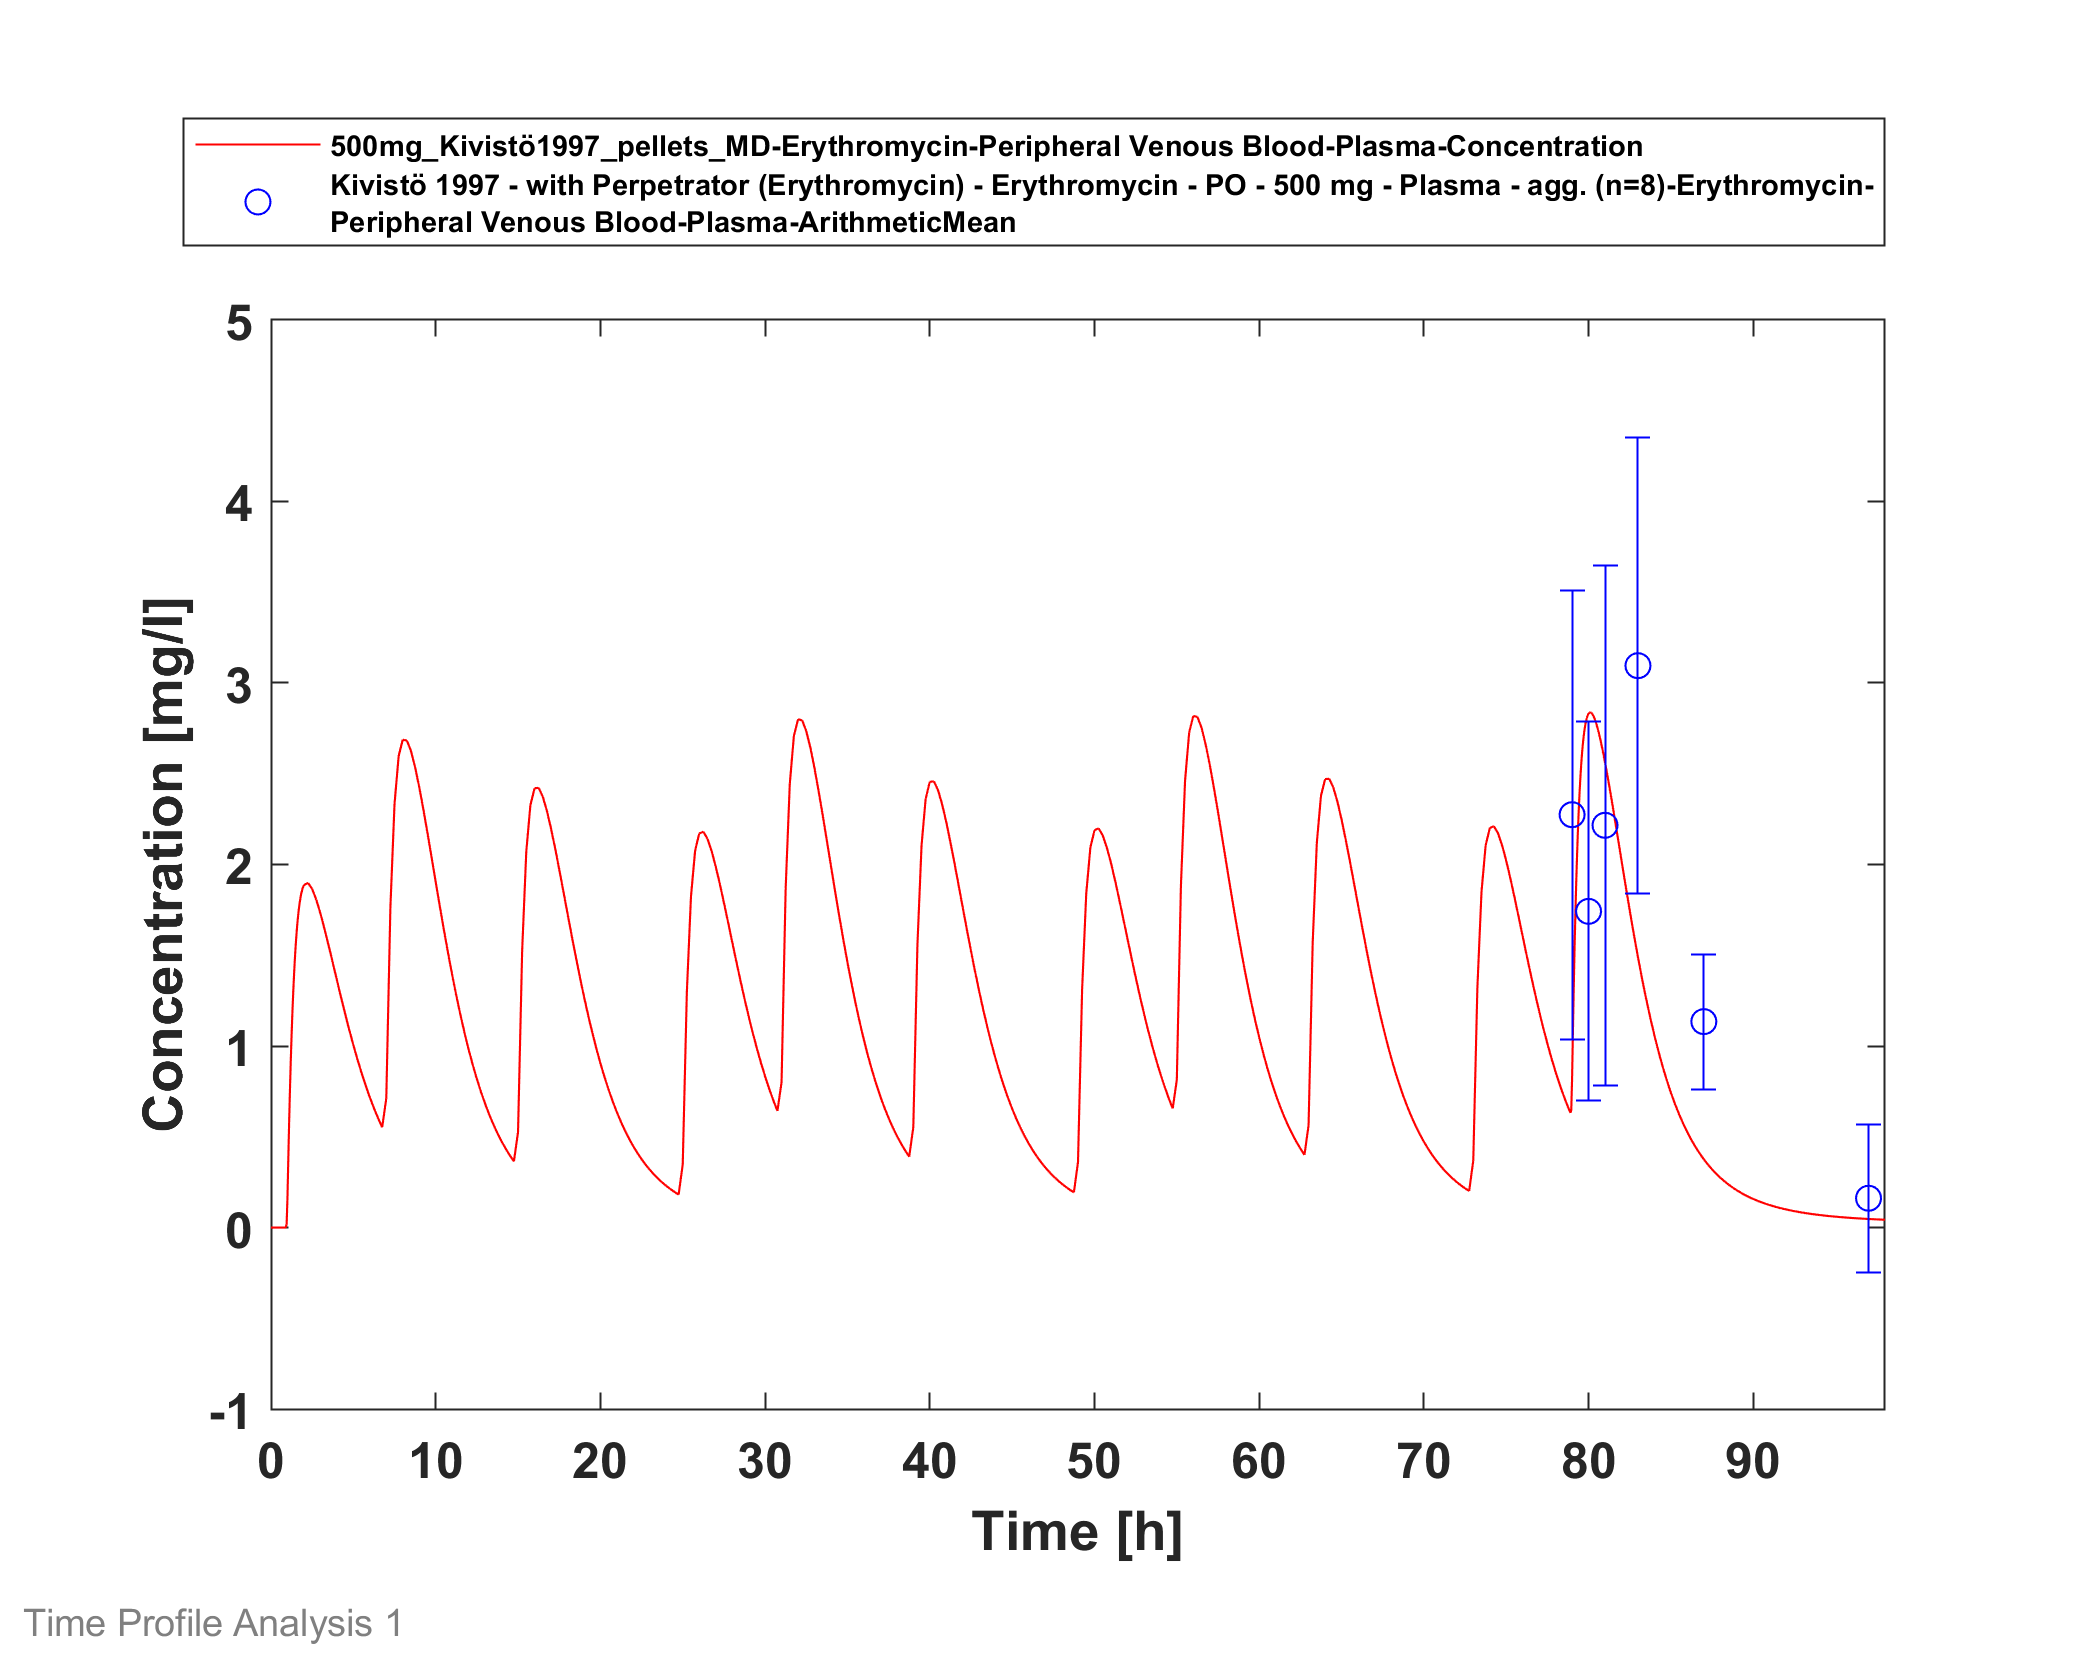 500mg_Kivistö1997_pellets_MD-Erythromycin-Peripheral Venous Blood-Plasma-Concentration
Kivistö 1997 - with Perpetrator (Erythromycin) - Erythromycin - PO - 500 mg - Plasma - agg. (n=8)-Erythromycin-
Peripheral Venous Blood-Plasma-ArithmeticMean
5
4
3
2
1
0
-1
Concentration [mg/l]
0 10 20 30 40 50 60 70 80 90
Time [h]
Time Profile Analysis 1